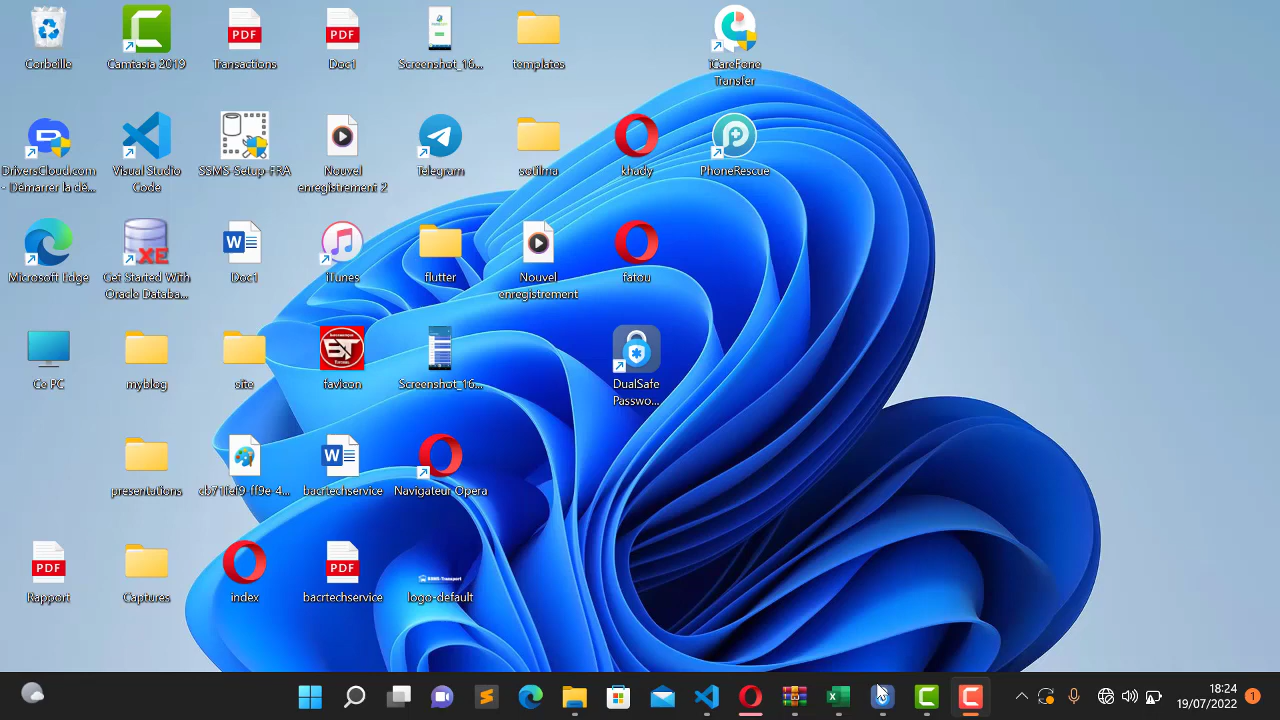 Corbeille
Camtasia 2019
Transactions
Doc1
Screenshot_16...
templates
iCareFone
Transfer
DriversCloud.com
- Démarrer la dé...
Visual Studio
Code
SSMS-Setup-FRA
Nouvel
enregistrement 2
Telegram
sotilma
khady
PhoneRescue
Microsoft Edge
Get Started With
Oracle Databa...
Doc1
iTunes
flutter
Nouvel
enregistrement
fatou
Ce PC
myblog
site
favicon
Screenshot_16...
DualSafe
Passwo...
presentations
cb71fef9-ff9e-4...
bacrtechservice
Navigateur Opera
Rapport
Captures
index
bacrtechservice
logo-default
18:24
19/07/2022
1